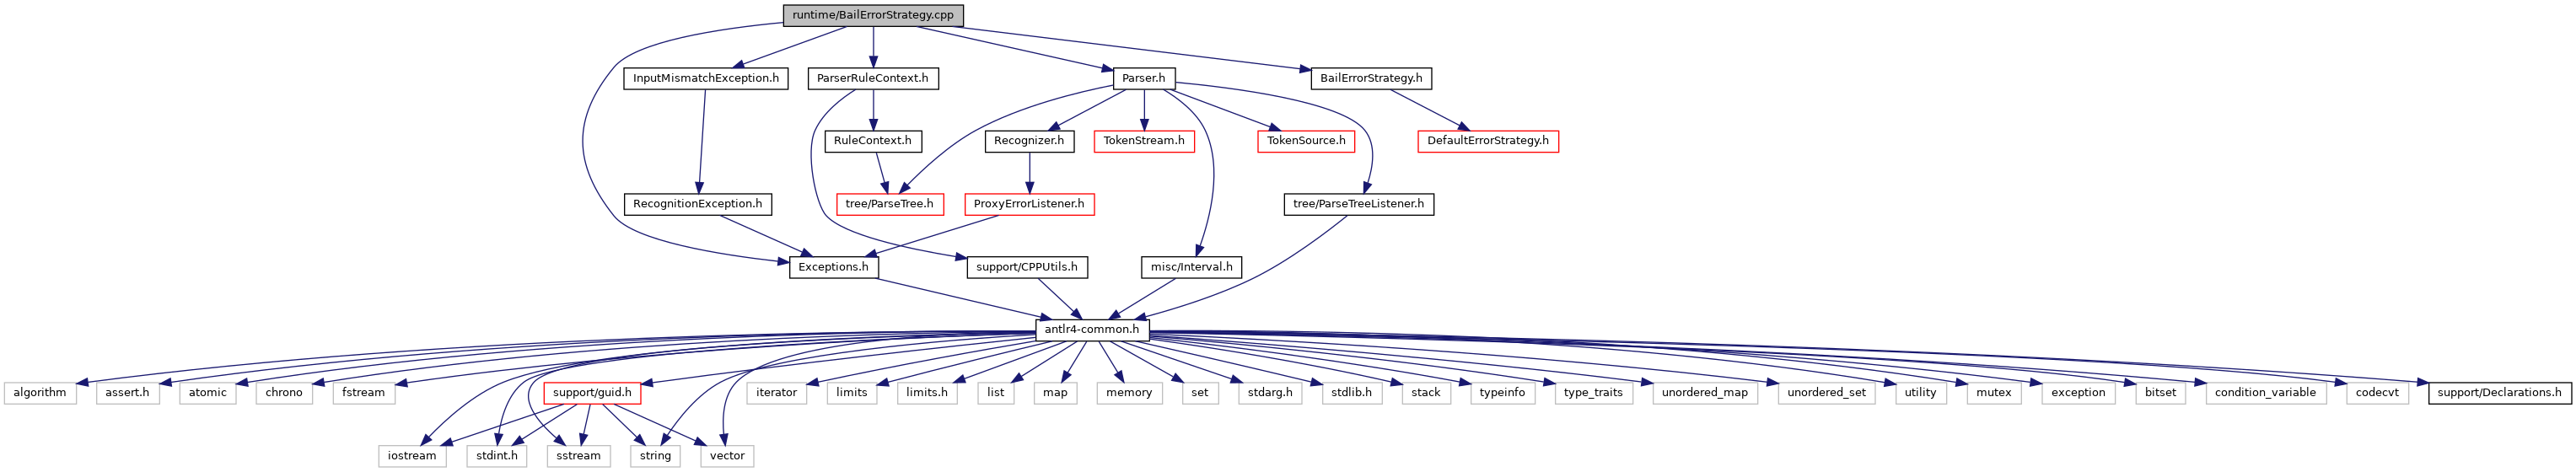 runtime/BailErrorStrategy.cpp
InputMismatchException.h
ParserRuleContext.h
Parser.h
BailErrorStrategy.h
RuleContext.h
Recognizer.h
TokenStream.h
TokenSource.h
DefaultErrorStrategy.h
RecognitionException.h
tree/ParseTree.h
ProxyErrorListener.h
tree/ParseTreeListener.h
Exceptions.h
support/CPPUtils.h
misc/Interval.h
antlr4-common.h
algorithm
assert.h
atomic
chrono
fstream
support/guid.h
iterator
limits
limits.h
list
map
memory
set
stdarg.h
stdlib.h
stack
typeinfo
type_traits
unordered_map
unordered_set
utility
mutex
exception
bitset
condition_variable
codecvt
support/Declarations.h
iostream
stdint.h
sstream
string
vector